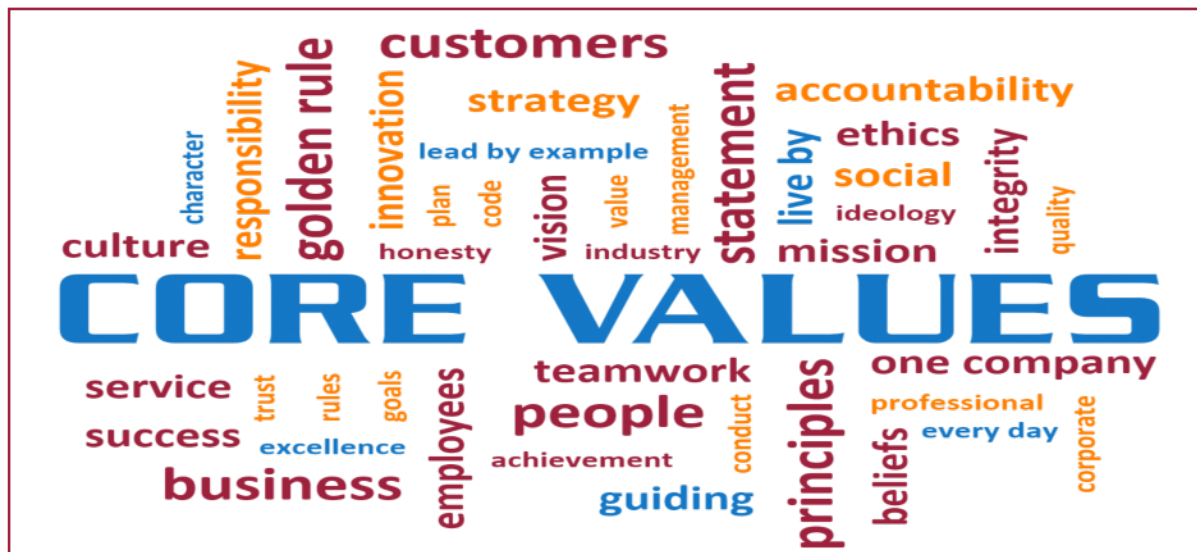 customers
strategy
accountability
lead by example
ethics
social
ideology
mission
character
responsibility
golden rule
innovation
plan
code
vision
value
management
statement
live by
integrity
quality
culture
honesty
industry
CORE VALUES
service
trust
rules
goals
employees
teamwork
people
conduct
principles
one company
professional
every day
corporate
beliefs
success
excellence
achievement
business
guiding